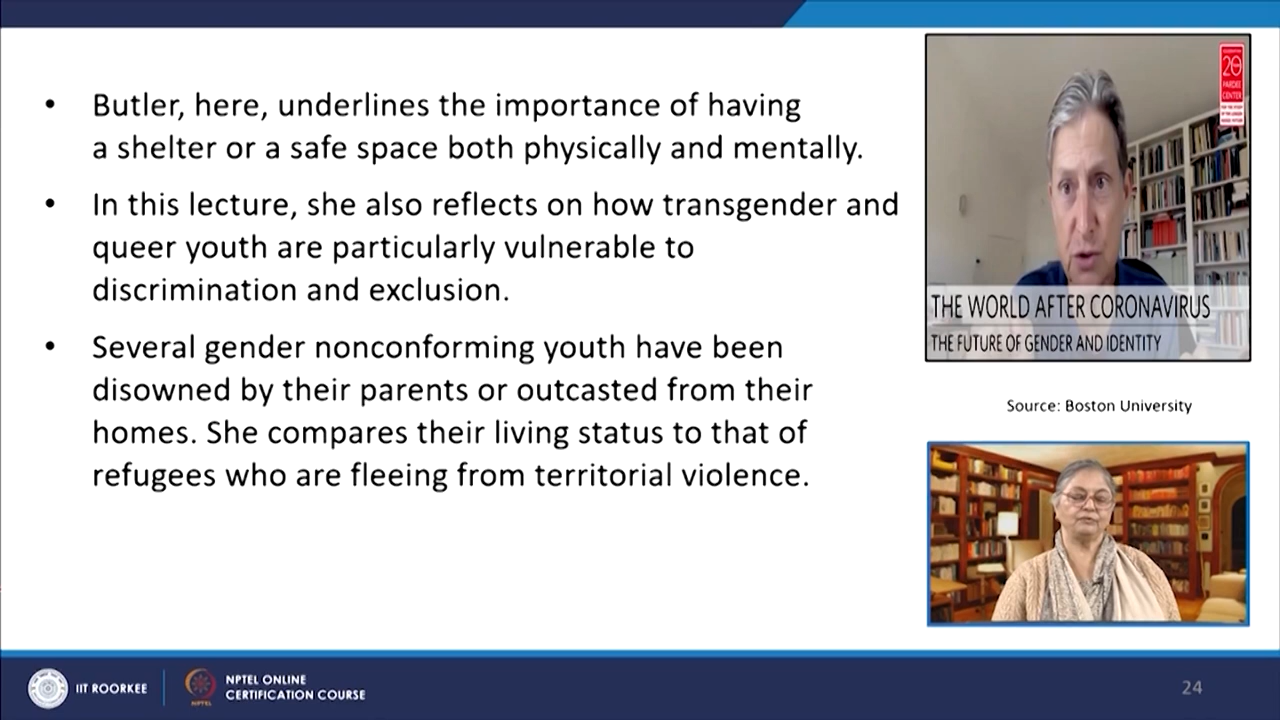 • Butler, here, underlines the importance of having
a shelter or a safe space both physically and mentally.
• In this lecture, she also reflects on how transgender and
queer youth are particularly vulnerable to
discrimination and exclusion.
• Several gender nonconforming youth have been
disowned by their parents or outcasted from their
homes. She compares their living status to that of
refugees who are fleeing from territorial violence.
20
PARDEE
CENTER
THE WORLD AFTER CORONAVIRUS
THE FUTURE OF GENDER AND IDENTITY
Source: Boston University
IIT ROORKEE
NPTEL
NPTEL ONLINE
CERTIFICATION COURSE
24